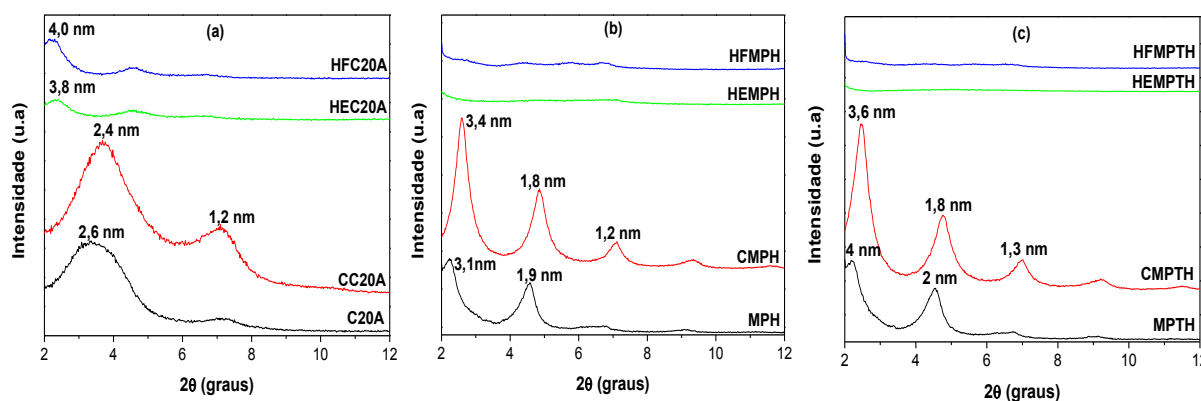 (a)
4,0 nm
HFC20A
3,8 nm
HEC20A
2,4 nm
1,2 nm
CC20A
2,6 nm
C20A
Intensidade (u.a)
2 4 6 8 10 12
2θ (graus)
(b)
HFMPH
HEMPH
3,4 nm
1,8 nm
1,2 nm
CMPH
3,1nm
1,9 nm
MPH
Intensidade (u.a)
2 4 6 8 10 12
2θ (graus)
(c)
HFMPTH
HEMPTH
3,6 nm
1,8 nm
1,3 nm
CMPTH
4 nm
2 nm
MPTH
Intensidade (u.a)
2 4 6 8 10 12
2θ (graus)